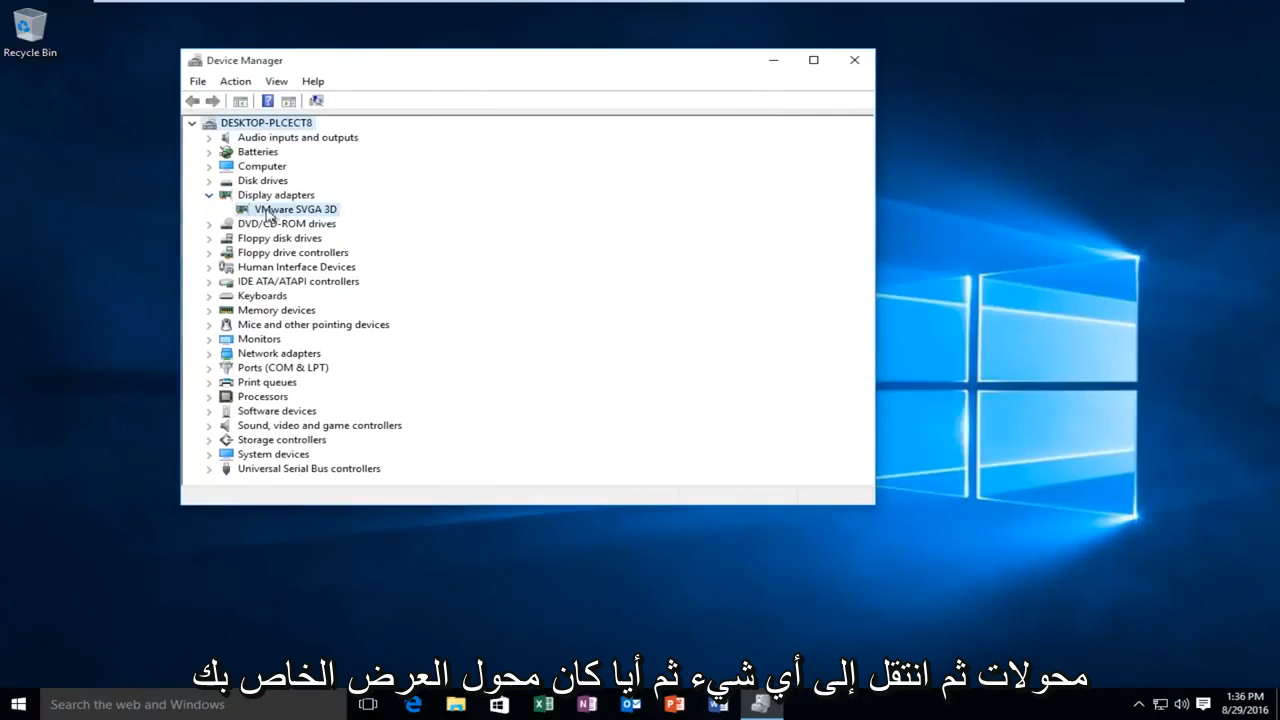 Recycle Bin
Device Manager
File Action View Help
DESKTOP-PLCECT8
Audio inputs and outputs
Batteries
Computer
Disk drives
Display adapters
VMware SVGA 3D
DVD/CD-ROM drives
Floppy disk drives
Floppy drive controllers
Human Interface Devices
IDE ATA/ATAPI controllers
Keyboards
Memory devices
Mice and other pointing devices
Monitors
Network adapters
Ports (COM & LPT)
Print queues
Processors
Software devices
Sound, video and game controllers
Storage controllers
System devices
Universal Serial Bus controllers
محولات ثم انتقل إلى أي شيء ثم أيا كان محول العرض الخاص بك
Search the web and Windows
1:36 PM
8/29/2016